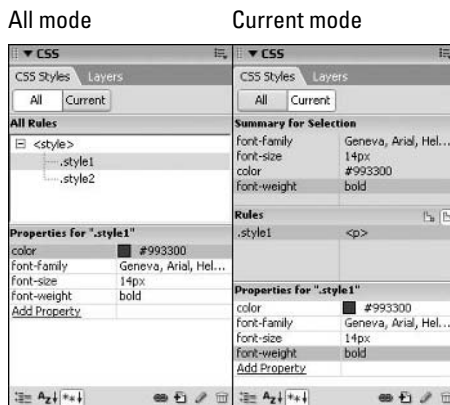 All mode
Current mode
CSS
CSS Styles Layers
All Current
All Rules
<style>
.style1
.style2
Properties for ".style1"
color #993300
font-family Geneva, Arial, Hel...
font-size 14px
font-weight bold
Add Property
CSS
CSS Styles Layers
All Current
Summary for Selection
font-family Geneva, Arial, Hel...
font-size 14px
color #993300
font-weight bold
Rules
.style1 <p>
Properties for ".style1"
color #993300
font-family Geneva, Arial, Hel...
font-size 14px
font-weight bold
Add Property